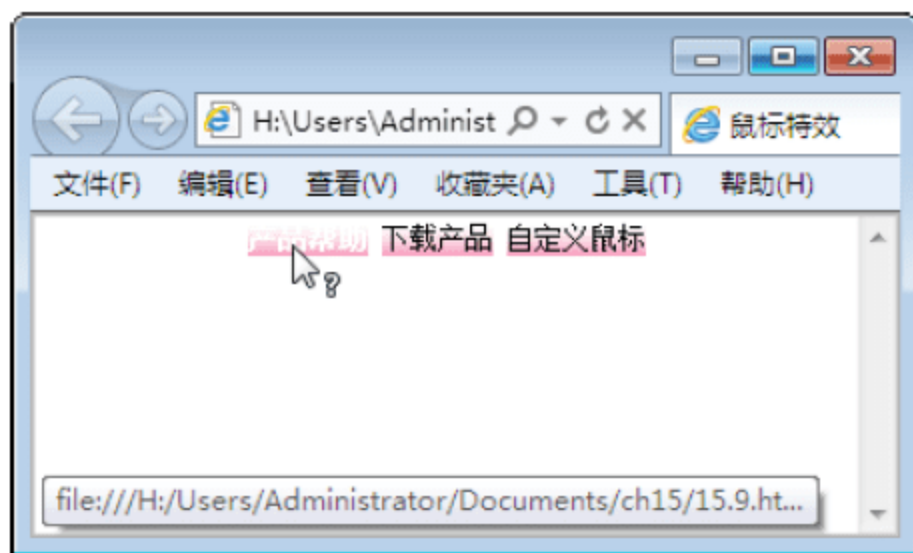 H:\Users\Administ 鼠标特效
文件(F) 编辑(E) 查看(V) 收藏夹(A) 工具(T) 帮助(H)
产品帮助 下载产品 自定义鼠标
file:///H:/Users/Administrator/Documents/ch15/15.9.ht...